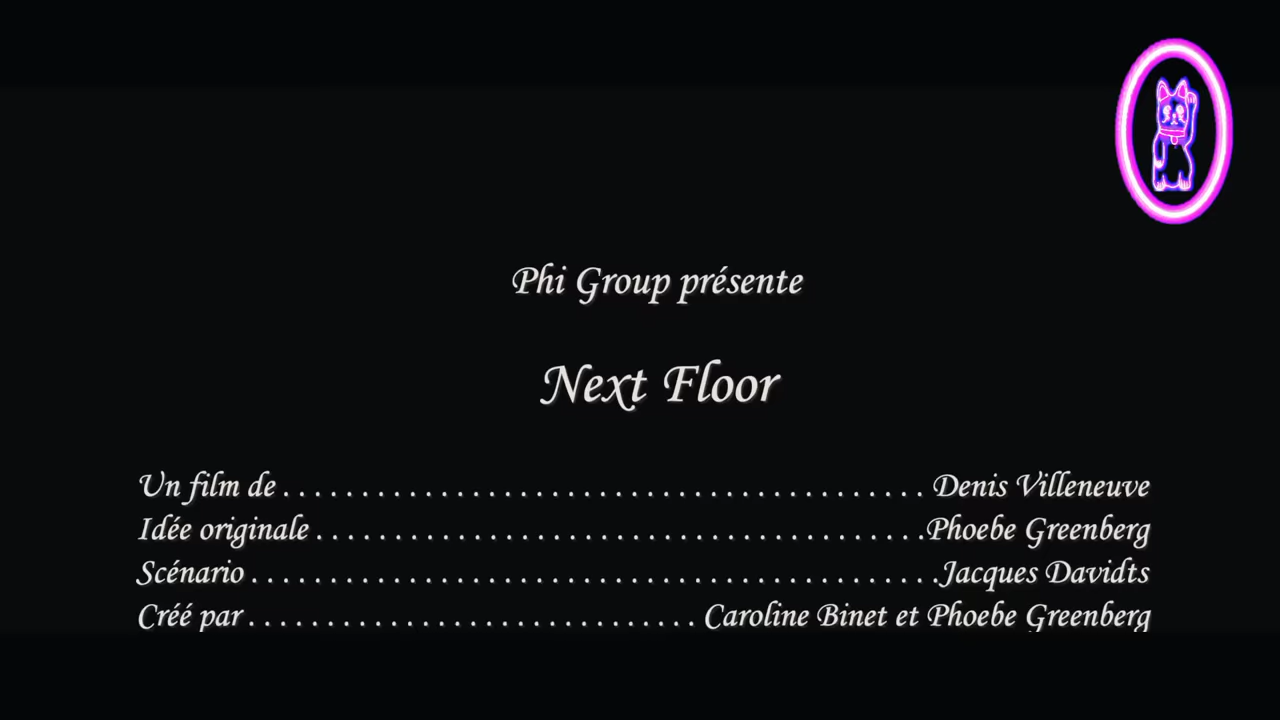 Phi Group présente
Next Floor
Un film de . . . . . . . . . . . . . . . . . . . . . . . . . . . . . . . . . . . . . . . . . Denis Villeneuve
Idée originale . . . . . . . . . . . . . . . . . . . . . . . . . . . . . . . . . . . . . . .Phoebe Greenberg
Scénario . . . . . . . . . . . . . . . . . . . . . . . . . . . . . . . . . . . . . . . . . . . .Jacques Davidts
Créé par . . . . . . . . . . . . . . . . . . . . . . . . . . . . . Caroline Binet et Phoebe Greenberg